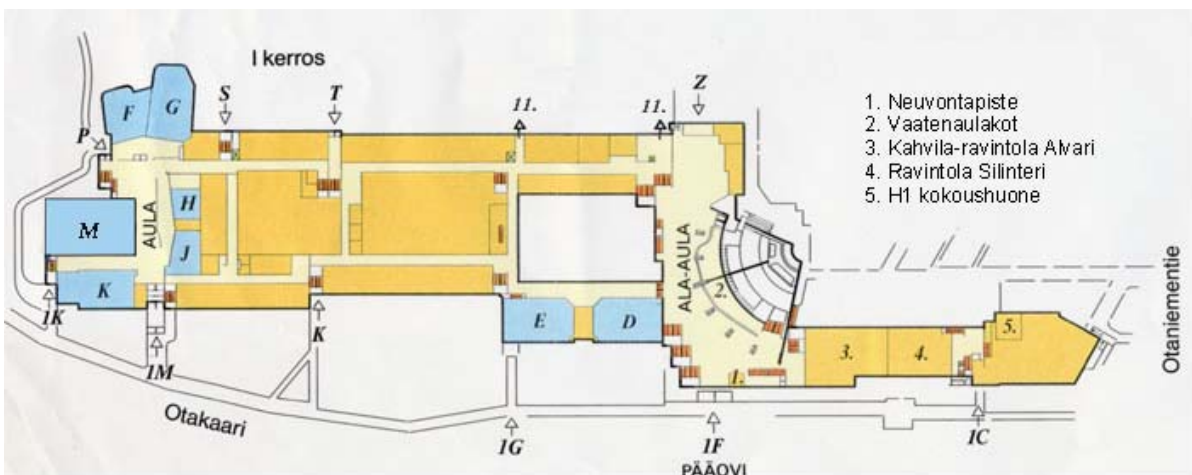 I kerros
S
T
11.
11.
Z
1. Neuvontapiste
2. Vaatenaulakot
3. Kahvila-ravintola Alvari
4. Ravintola Silinteri
5. H1 kokoushuone
F
G
P
H
M
AULA
J
K
E
D
ALA-AULA
2.
1.
3.
4.
5.
Otaniementie
1K
1M
K
Otakaari
1G
1F
1C
PÄÄOVI